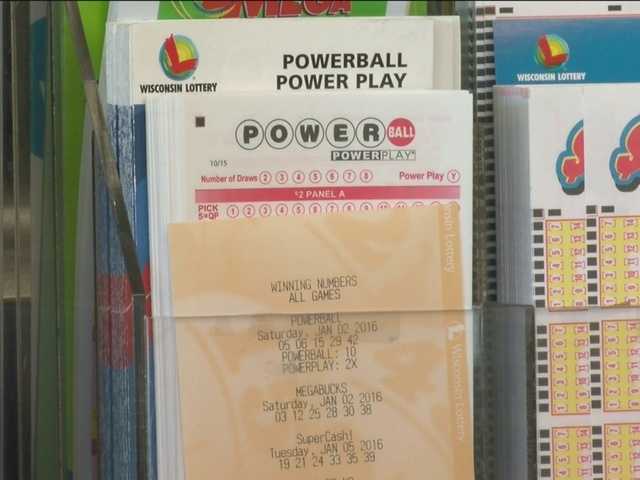 MEGA
WISCONSIN LOTTERY
POWERBALL
POWER PLAY
WISCONSIN LOTTERY
POWERBALL
POWERPLAY
10/15
Number of Draws 2 3 4 5 6 7 8 Power Play Y
$2 PANEL A
PICK 1 2 3 4 5 6 7 8 9 10 11 12
5=QP
Wisconsin Lottery
Wisconsin Lottery
WINNING NUMBERS
ALL GAMES
POWERBALL
Saturday, JAN 02 2016
05 06 15 29 42
POWERBALL: 10
POWERPLAY: 2X
MEGABUCKS
Saturday, JAN 02 2016
03 12 25 28 30 38
SuperCash!
Tuesday, JAN 05 2016
19 21 24 33 35 39